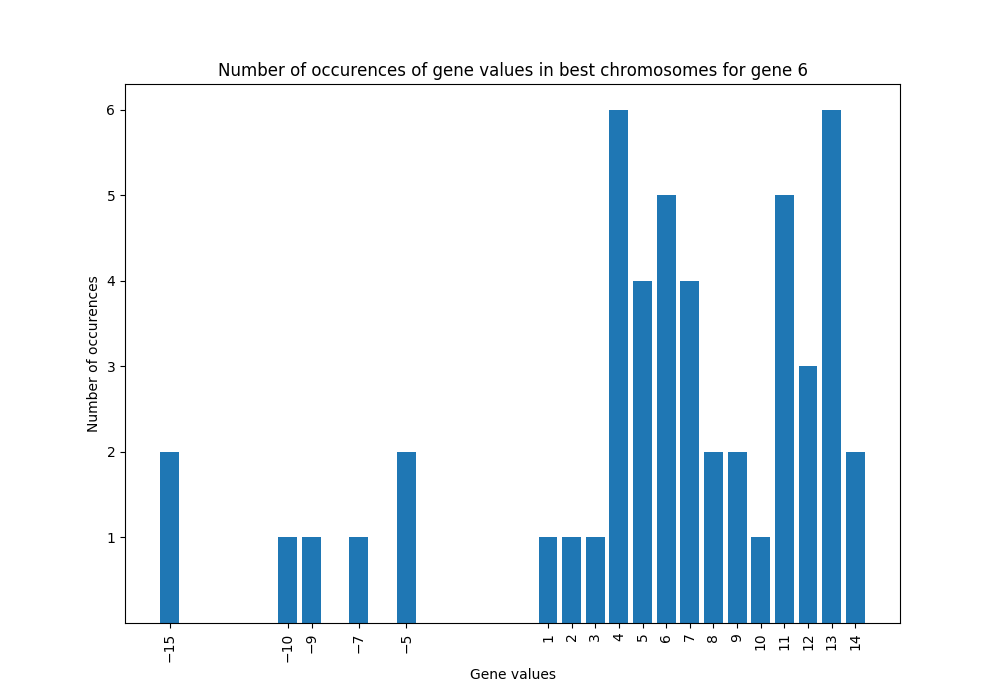 Number of occurences of gene values in best chromosomes for gene 6
6
5
4
3
2
1
Number of occurences
−15 −10 −9 −7 −5 1 2 3 4 5 6 7 8 9 10 11 12 13 14
Gene values